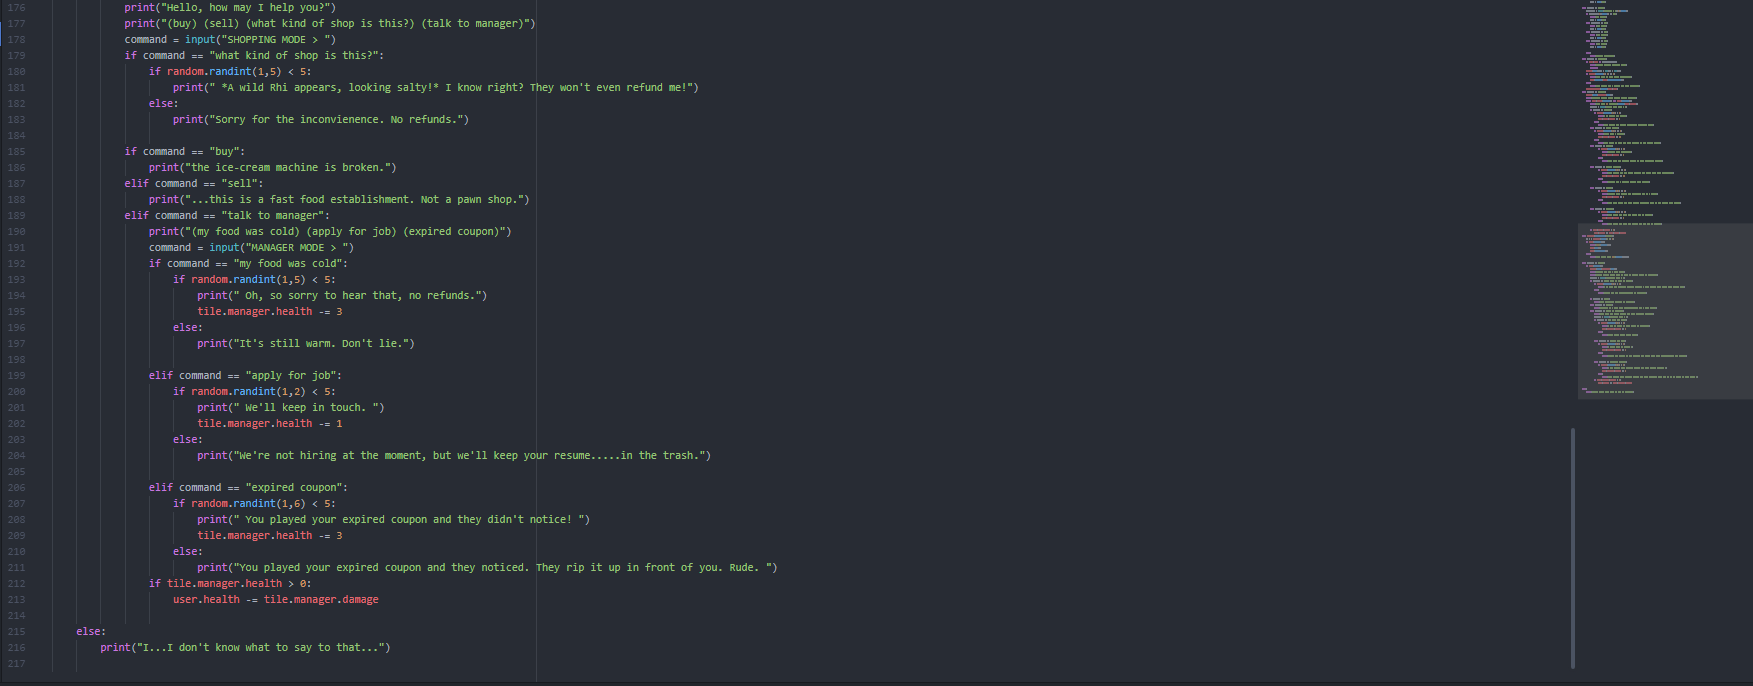 176 print("Hello, how may I help you?")
177 print("(buy) (sell) (what kind of shop is this?) (talk to manager)")
178 command = input("SHOPPING MODE > ")
179 if command == "what kind of shop is this?":
180 if random.randint(1,5) < 5:
181 print(" *A wild Rhi appears, looking salty!* I know right? They won't even refund me!")
182 else:
183 print("Sorry for the inconvienence. No refunds.")
184
185 if command == "buy":
186 print("the ice-cream machine is broken.")
187 elif command == "sell":
188 print("...this is a fast food establishment. Not a pawn shop.")
189 elif command == "talk to manager":
190 print("(my food was cold) (apply for job) (expired coupon)")
191 command = input("MANAGER MODE > ")
192 if command == "my food was cold":
193 if random.randint(1,5) < 5:
194 print(" Oh, so sorry to hear that, no refunds.")
195 tile.manager.health -= 3
196 else:
197 print("It's still warm. Don't lie.")
198
199 elif command == "apply for job":
200 if random.randint(1,2) < 5:
201 print(" We'll keep in touch. ")
202 tile.manager.health -= 1
203 else:
204 print("We're not hiring at the moment, but we'll keep your resume.....in the trash.")
205
206 elif command == "expired coupon":
207 if random.randint(1,6) < 5:
208 print(" You played your expired coupon and they didn't notice! ")
209 tile.manager.health -= 3
210 else:
211 print("You played your expired coupon and they noticed. They rip it up in front of you. Rude. ")
212 if tile.manager.health > 0:
213 user.health -= tile.manager.damage
214
215 else:
216 print("I...I don't know what to say to that...")
217